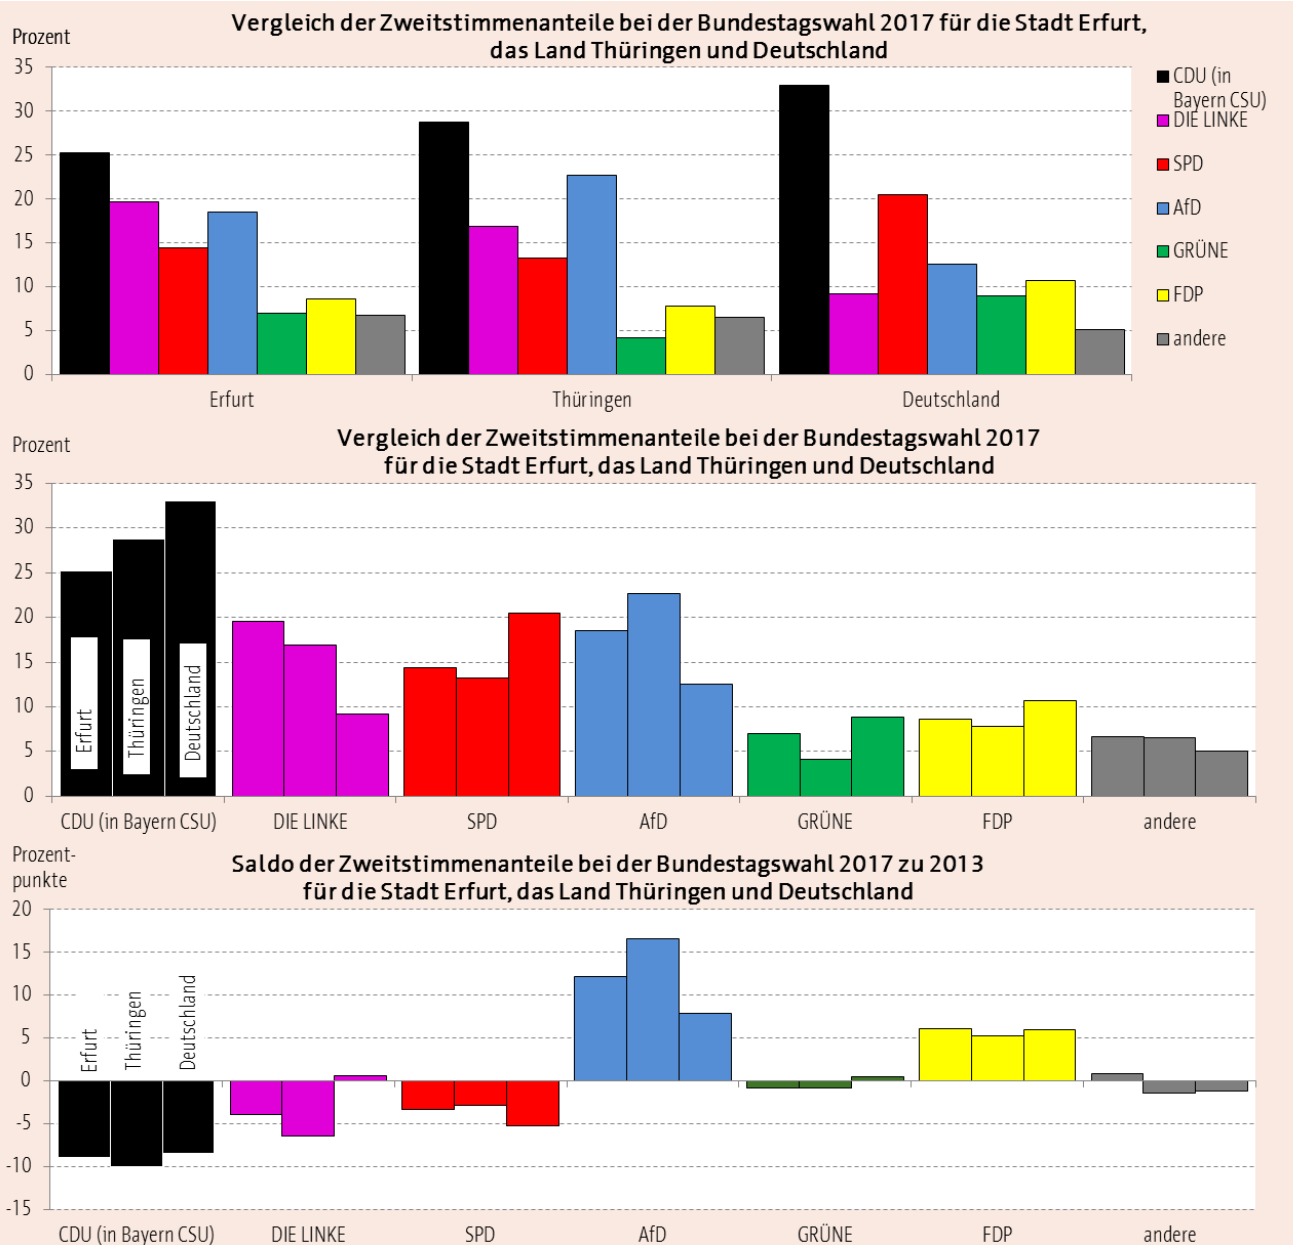 Vergleich der Zweitstimmenanteile bei der Bundestagswahl 2017 für die Stadt Erfurt,
das Land Thüringen und Deutschland
Prozent
35
30
25
20
15
10
5
0
Erfurt
Thüringen
Deutschland
CDU (in
Bayern CSU)
DIE LINKE
SPD
AfD
GRÜNE
FDP
andere
Vergleich der Zweitstimmenanteile bei der Bundestagswahl 2017
für die Stadt Erfurt, das Land Thüringen und Deutschland
Prozent
35
30
25
20
15
10
5
0
Erfurt
Thüringen
Deutschland
CDU (in Bayern CSU)
DIE LINKE
SPD
AfD
GRÜNE
FDP
andere
Saldo der Zweitstimmenanteile bei der Bundestagswahl 2017 zu 2013
für die Stadt Erfurt, das Land Thüringen und Deutschland
Prozent-
punkte
20
15
10
5
0
-5
-10
-15
Erfurt
Thüringen
Deutschland
CDU (in Bayern CSU)
DIE LINKE
SPD
AfD
GRÜNE
FDP
andere